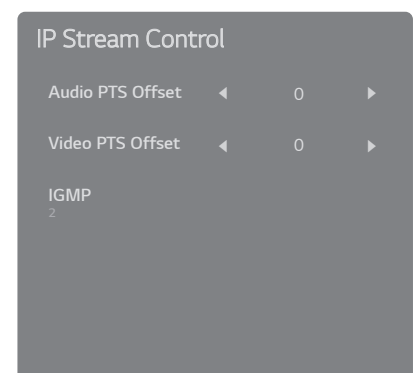 IP Stream Control
Audio PTS Offset ◀ 0 ▶
Video PTS Offset ◀ 0 ▶
IGMP
2